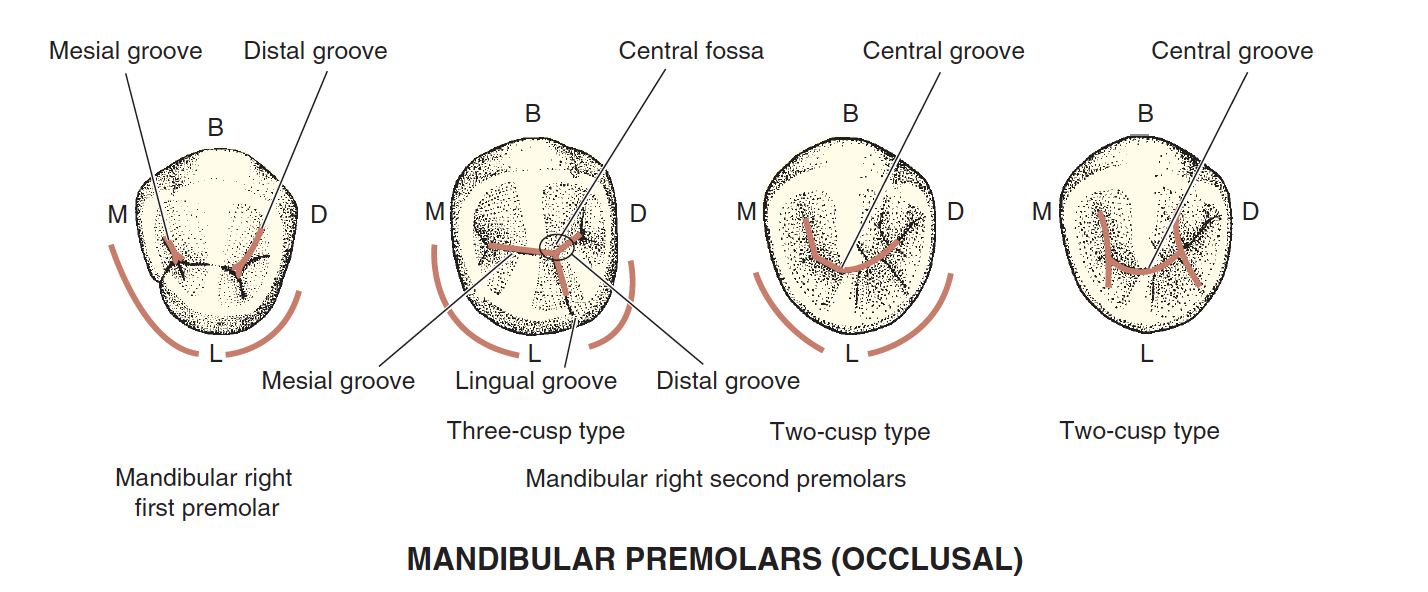 Mesial groove
Distal groove
Central fossa
Central groove
Central groove
B
B
B
B
M
D
M
D
M
D
M
D
L
L
L
L
Mesial groove
Lingual groove
Distal groove
Three-cusp type
Two-cusp type
Two-cusp type
Mandibular right
first premolar
Mandibular right second premolars
MANDIBULAR PREMOLARS (OCCLUSAL)